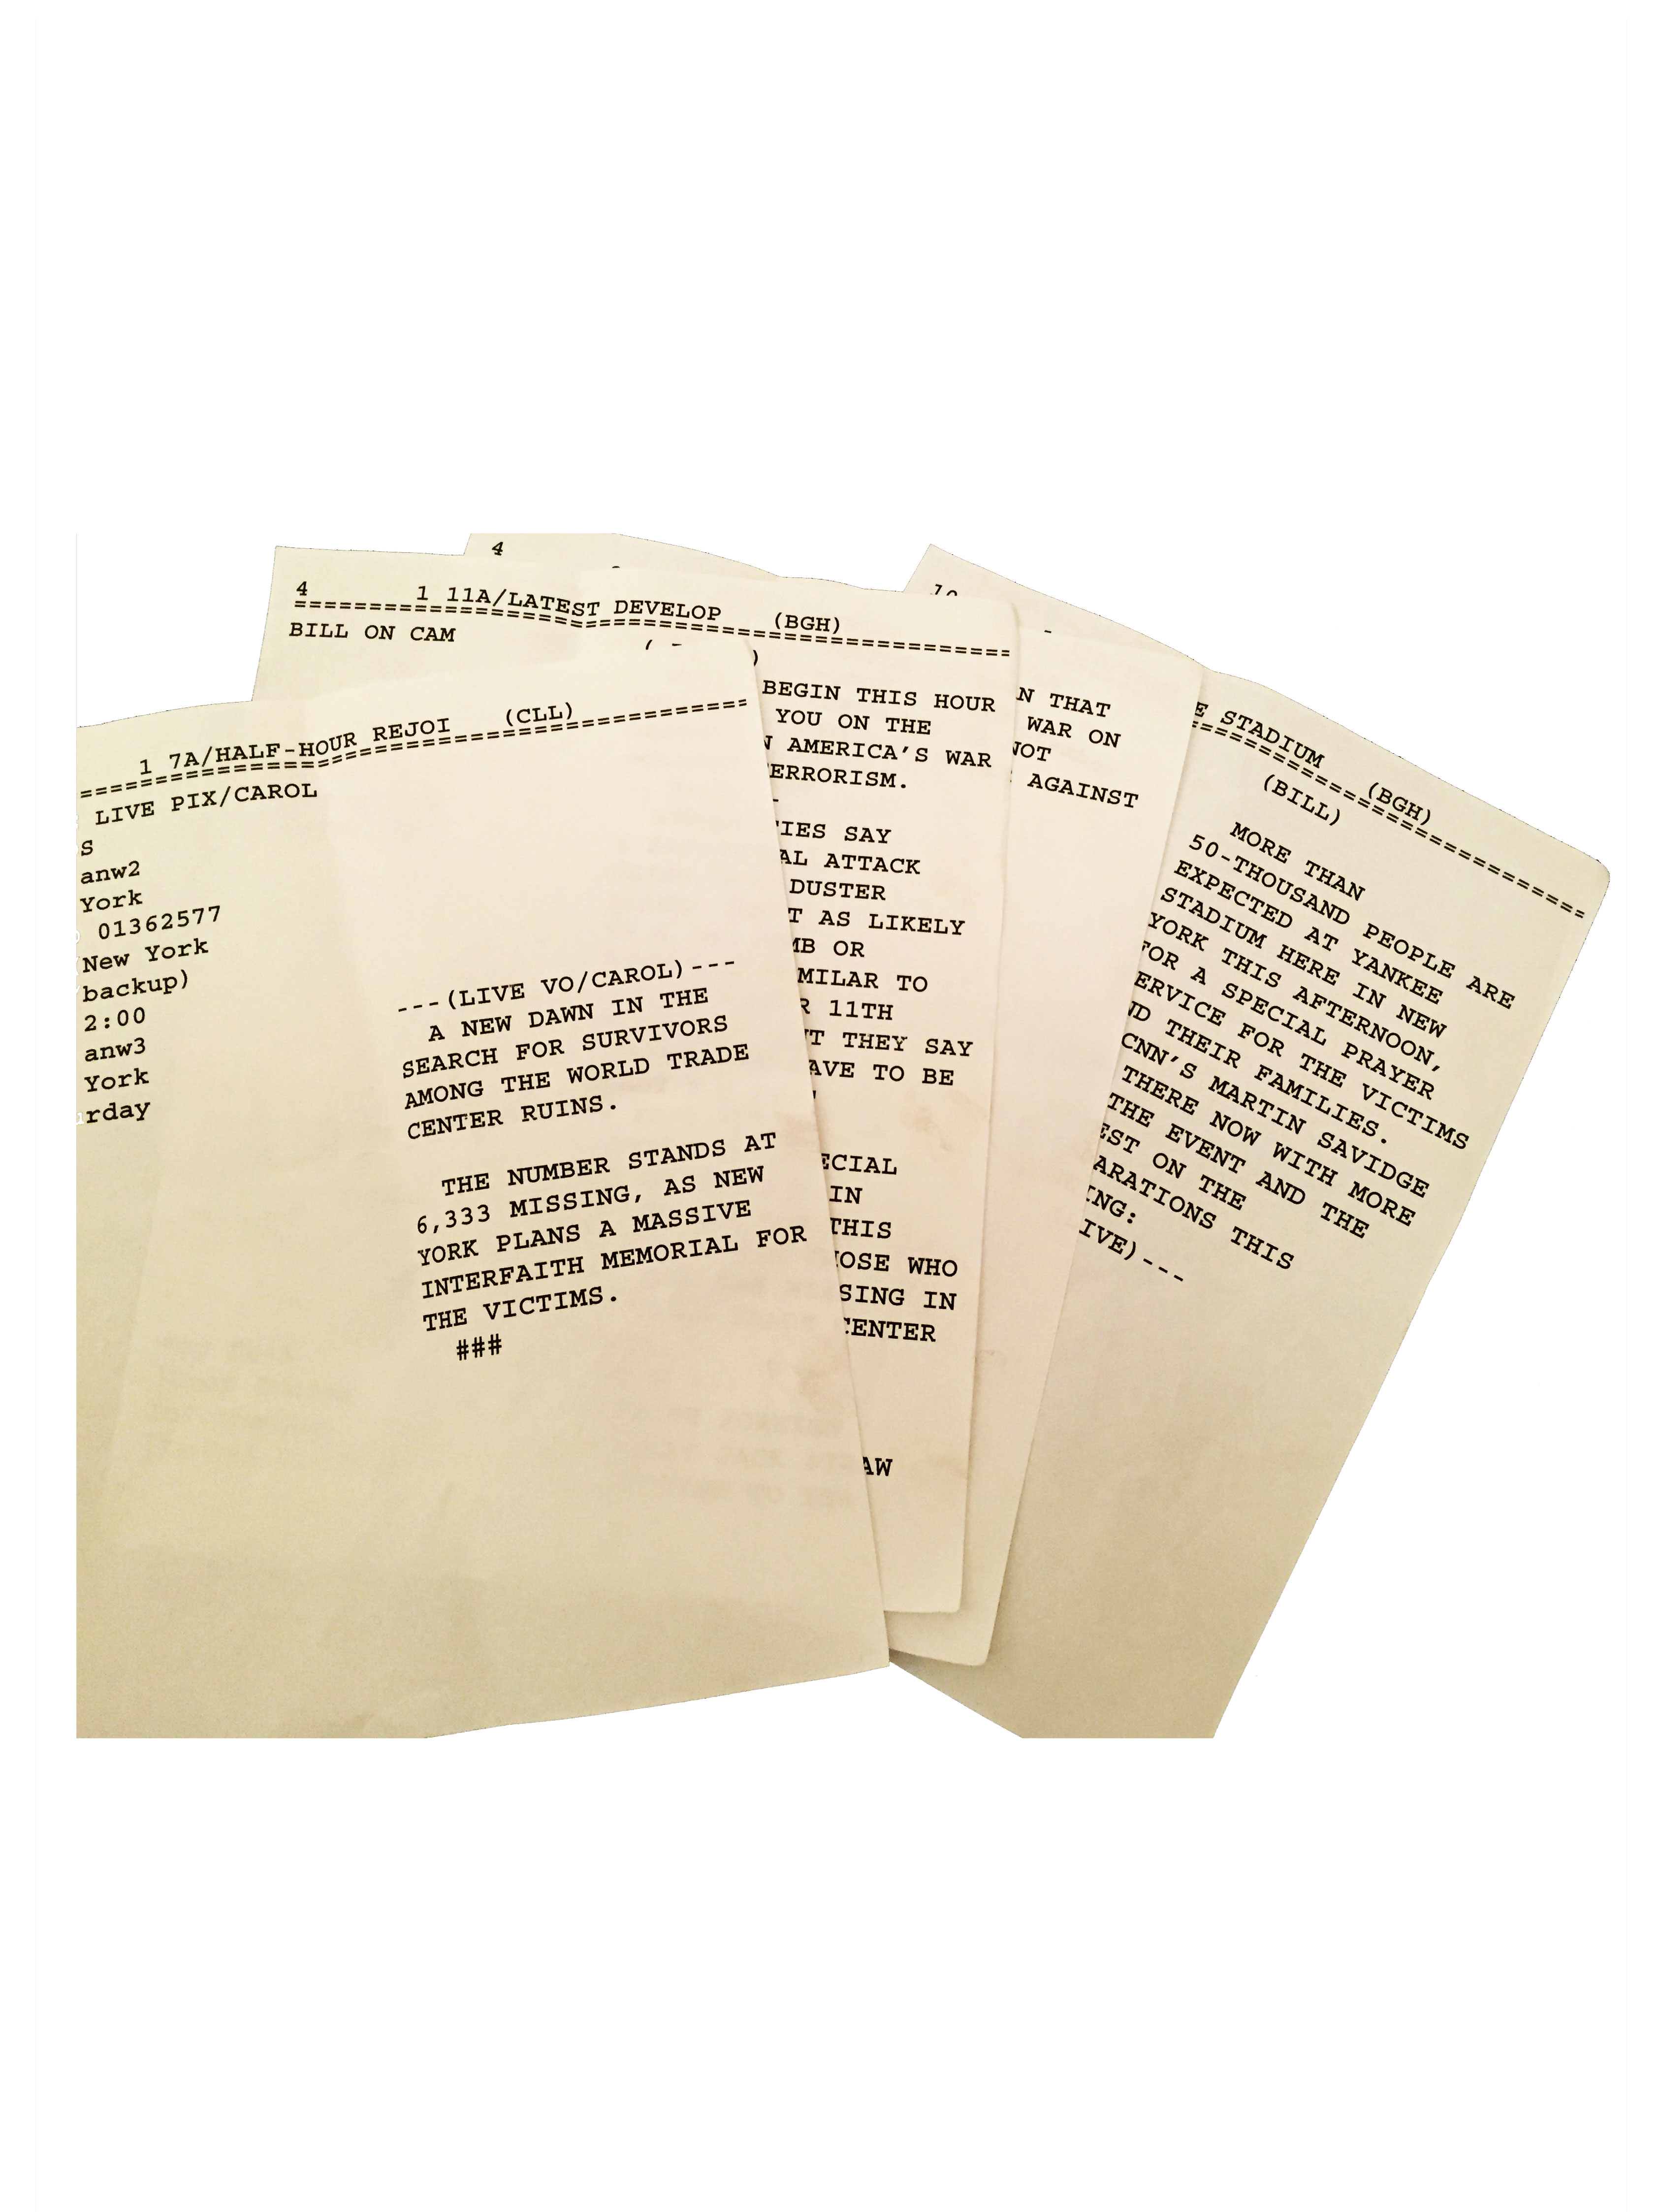 1 7A/HALF-HOUR REJOI (CLL)
==========================================
LIVE PIX/CAROL
S
anw2
York
01362577
New York
backup)
2:00
anw3
York
rday
---(LIVE VO/CAROL)---
A NEW DAWN IN THE
SEARCH FOR SURVIVORS
AMONG THE WORLD TRADE
CENTER RUINS.
THE NUMBER STANDS AT
6,333 MISSING, AS NEW
YORK PLANS A MASSIVE
INTERFAITH MEMORIAL FOR
THE VICTIMS.
###
4 1 11A/LATEST DEVELOP (BGH)
==========================================
BILL ON CAM
BEGIN THIS HOUR
YOU ON THE
N AMERICA'S WAR
ERRORISM.
-
TIES SAY
AL ATTACK
DUSTER
T AS LIKELY
MB OR
MILAR TO
R 11TH
T THEY SAY
AVE TO BE
ECIAL
IN
THIS
OSE WHO
SING IN
CENTER
AW
4
N THAT
WAR ON
NOT
AGAINST
10
E STADIUM (BGH)
==========================
(BILL)
MORE THAN
50-THOUSAND PEOPLE ARE
EXPECTED AT YANKEE
STADIUM HERE IN NEW
YORK THIS AFTERNOON,
FOR A SPECIAL PRAYER
ERVICE FOR THE VICTIMS
ND THEIR FAMILIES.
CNN'S MARTIN SAVIDGE
THERE NOW WITH MORE
THE EVENT AND THE
EST ON THE
ARATIONS THIS
ING:
IVE)---